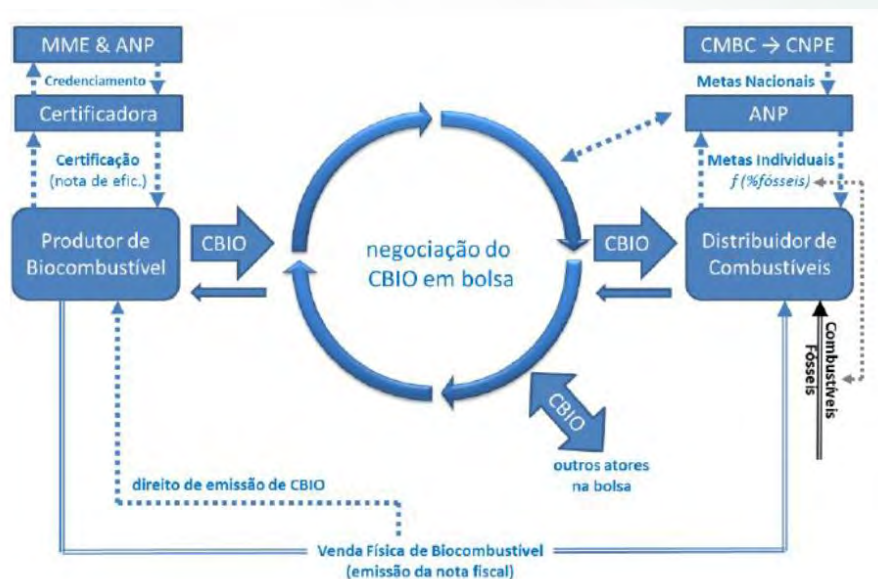 MME & ANP
Credenciamento
Certificadora
Certificação
(nota de efic.)
Produtor de
Biocombustível
CBIO
negociação do
CBIO em bolsa
CBIO
CMBC → CNPE
Metas Nacionais
ANP
Metas Individuais
f (%fósseis)
Distribuidor de
Combustíveis
Combustíveis
Fósseis
CBIO
outros atores
na bolsa
direito de emissão de CBIO
Venda Física de Biocombustível
(emissão da nota fiscal)